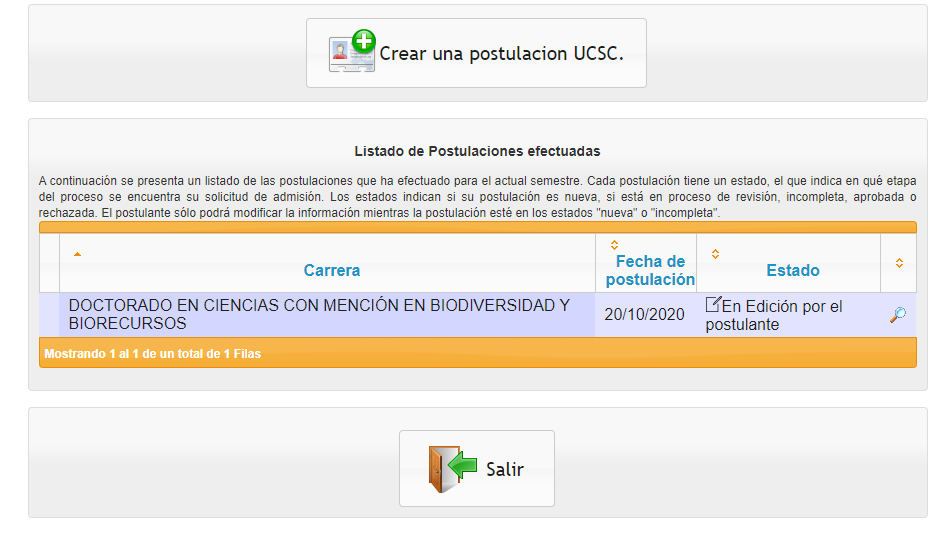 Crear una postulacion UCSC.
Listado de Postulaciones efectuadas
A continuación se presenta un listado de las postulaciones que ha efectuado para el actual semestre. Cada postulación tiene un estado, el que indica en qué etapa
del proceso se encuentra su solicitud de admisión. Los estados indican si su postulación es nueva, si está en proceso de revisión, incompleta, aprobada o
rechazada. El postulante sólo podrá modificar la información mientras la postulación esté en los estados "nueva" o "incompleta".
Carrera
Fecha de
postulación
Estado
DOCTORADO EN CIENCIAS CON MENCIÓN EN BIODIVERSIDAD Y
BIORECURSOS
20/10/2020
En Edición por el
postulante
Mostrando 1 al 1 de un total de 1 Filas
Salir